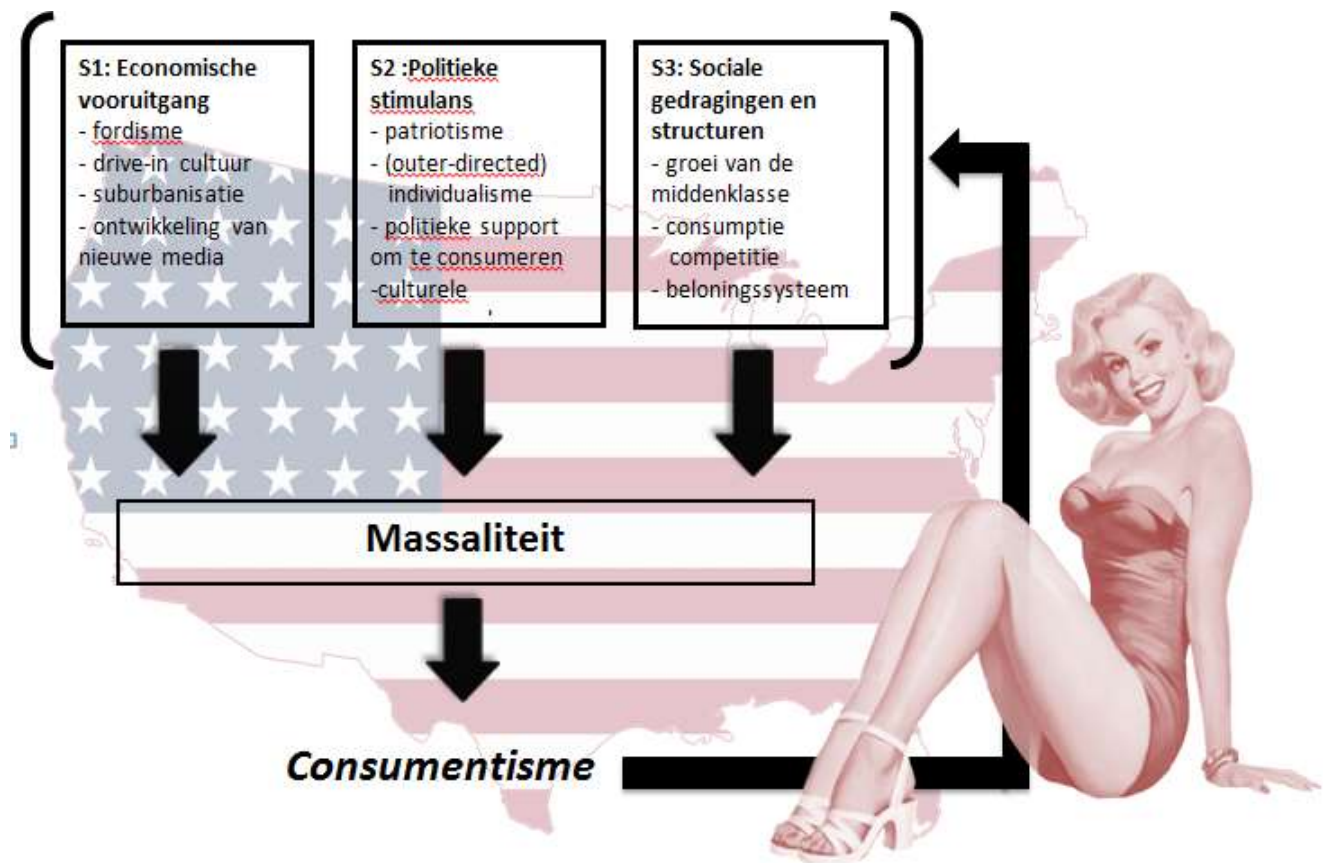 S1: Economische
vooruitgang
- fordisme
- drive-in cultuur
- suburbanisatie
- ontwikkeling van
nieuwe media
S2 :Politieke
stimulans
- patriotisme
- (outer-directed)
individualisme
- politieke support
om te consumeren
-culturele
S3: Sociale
gedragingen en
structuren
- groei van de
middenklasse
- consumptie
competitie
- beloningssysteem
Massaliteit
Consumentisme